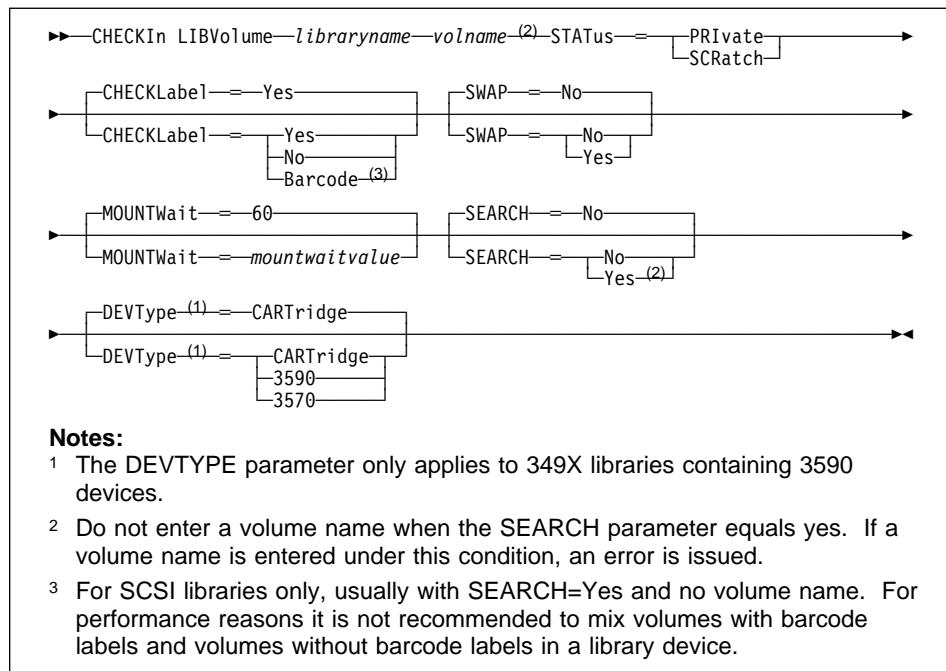 CHECKIn LIBVolume libraryname volname (2) STATus = PRIvate
SCRatch
CHECKLabel = Yes SWAP = No
CHECKLabel = Yes SWAP = No
No Yes
Barcode (3)
MOUNTWait = 60 SEARCH = No
MOUNTWait = mountwaitvalue SEARCH = No
Yes (2)
DEVType (1) = CARTridge
DEVType (1) = CARTridge
3590
3570
Notes:
1 The DEVTYPE parameter only applies to 349X libraries containing 3590
devices.
2 Do not enter a volume name when the SEARCH parameter equals yes. If a
volume name is entered under this condition, an error is issued.
3 For SCSI libraries only, usually with SEARCH=Yes and no volume name. For
performance reasons it is not recommended to mix volumes with barcode
labels and volumes without barcode labels in a library device.